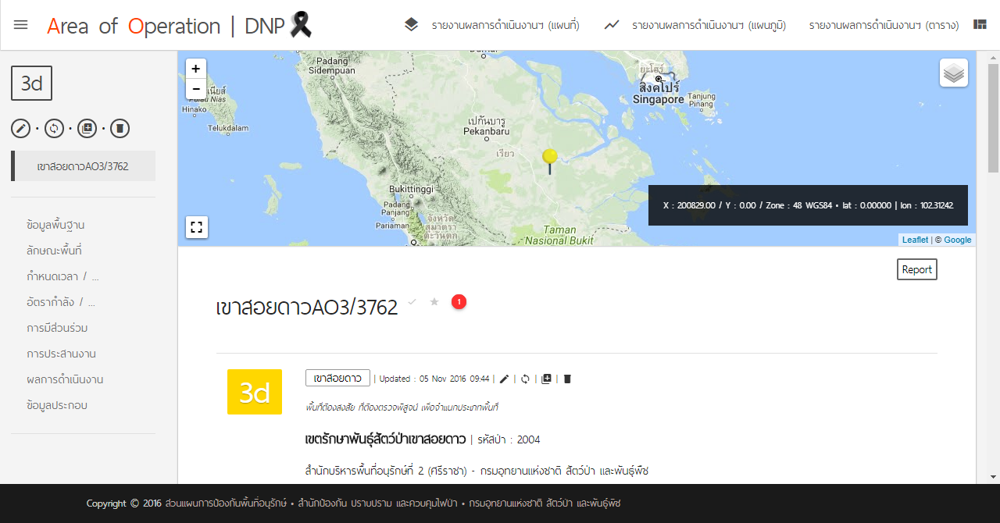 Area of Operation | DNP
รายงานผลการดำเนินงานฯ (แผนที่) รายงานผลการดำเนินงานฯ (แผนภูมิ) รายงานผลการดำเนินงานฯ (ตาราง)
3d
เขาสอยดาวAO3/3762
ข้อมูลพื้นฐาน
ลักษณะพื้นที่
กำหนดเวลา / ...
อัตรากำลัง / ...
การมีส่วนร่วม
การประสานงาน
ผลการดำเนินงาน
ข้อมูลประกอบ
+
-
Padang
Sidempuan
Pulau Nias
Hinako
Telukdalam
เปกันบารู
Pekanbaru
เรียว
ยะโฮร์
สิงคโปร์
Singapore
Tanjung
Pinang
Bukittinggi
Padang
Panjang
Pariaman
จังหวัด
สุมาตรา
ตะวันตก
Taman
Nasional Bukit
X : 200829.00 / Y : 0.00 / Zone : 48 WGS84 • lat : 0.00000 | lon : 102.31242
Leaflet | © Google
Report
เขาสอยดาวAO3/3762 1
3d
เขาสอยดาว | Updated : 05 Nov 2016 09:44 | | | |
พื้นที่ต้องสงสัย ที่ต้องตรวจพิสูจน์ เพื่อจำแนกประเภทพื้นที่
เขตรักษาพันธุ์สัตว์ป่าเขาสอยดาว | รหัสป่า : 2004
สำนักบริหารพื้นที่อนุรักษ์ที่ 2 (ศรีราชา) - กรมอุทยานแห่งชาติ สัตว์ป่า และพันธุ์พืช
Copyright © 2016 ส่วนแผนการป้องกันพื้นที่อนุรักษ์ • สำนักป้องกัน ปราบปราม และควบคุมไฟป่า • กรมอุทยานแห่งชาติ สัตว์ป่า และพันธุ์พืช